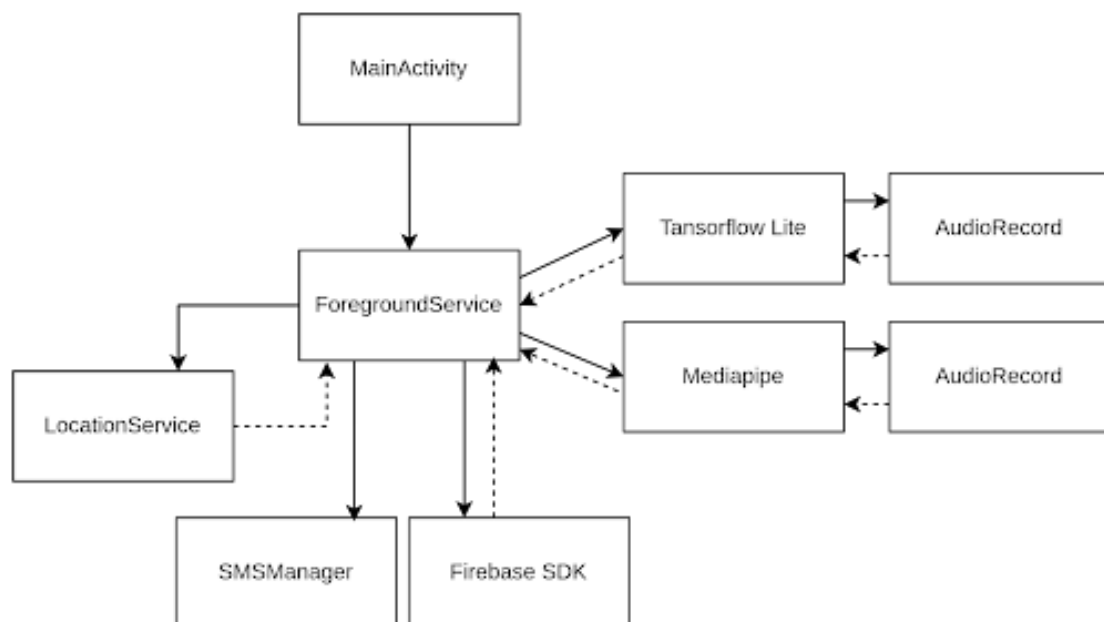 MainActivity
Tansorflow Lite
AudioRecord
ForegroundService
Mediapipe
AudioRecord
LocationService
SMSManager
Firebase SDK